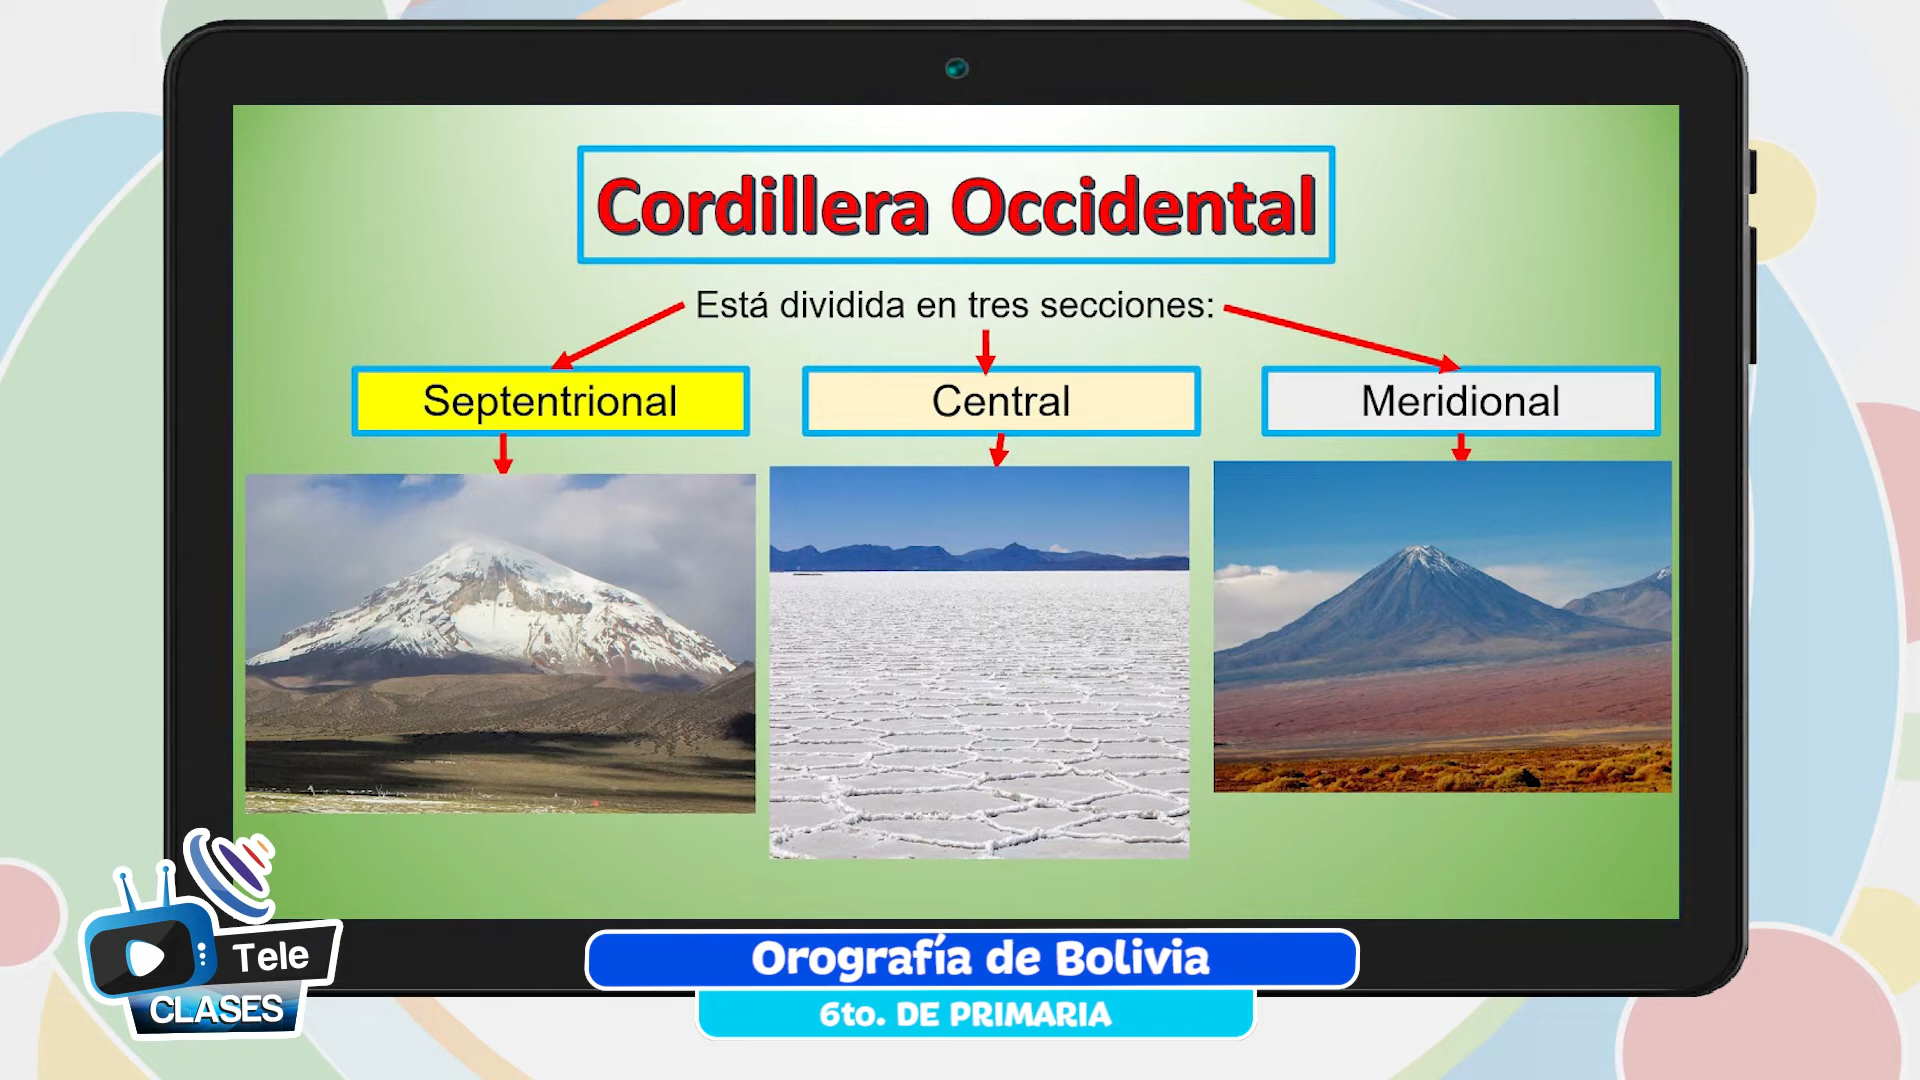 Cordillera Occidental
Está dividida en tres secciones:
Septentrional
Central
Meridional
Tele
CLASES
Orografía de Bolivia
6to. DE PRIMARIA